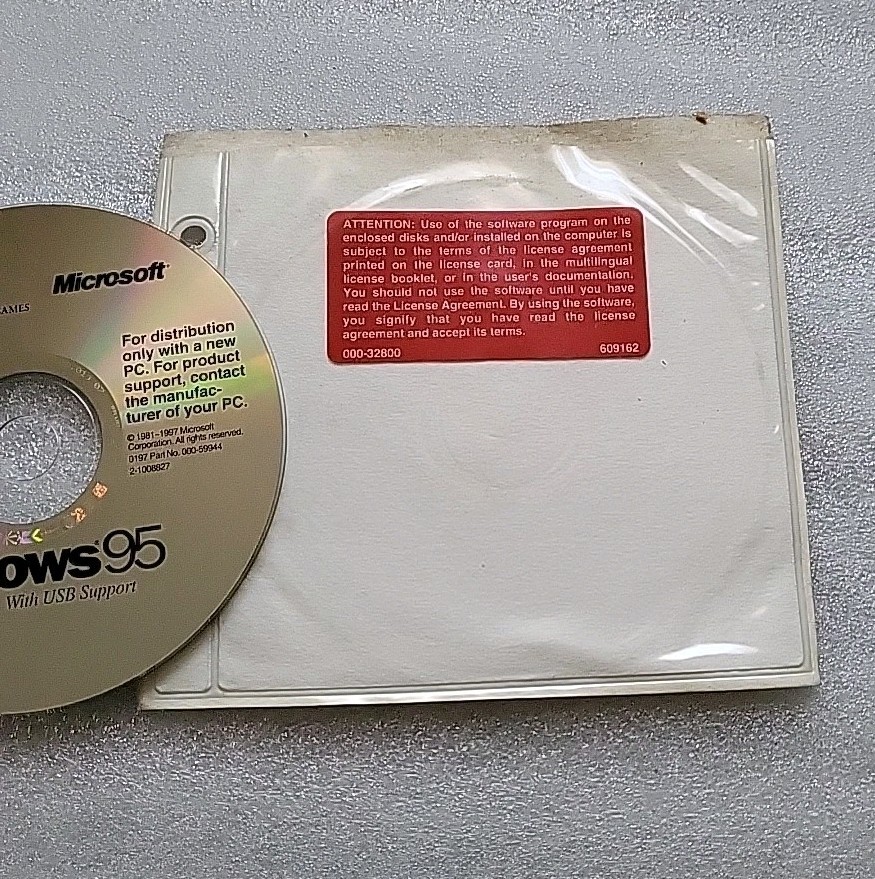 Microsoft
GAMES
For distribution
only with a new
PC. For product
support, contact
the manufac-
turer of your PC.
© 1981–1997 Microsoft
Corporation. All rights reserved.
0197 Part No. 000-59944
2-1008827
ows 95
With USB Support
ATTENTION: Use of the software program on the
enclosed disks and/or installed on the computer is
subject to the terms of the license agreement
printed on the license card, in the multilingual
license booklet, or in the user's documentation.
You should not use the software until you have
read the License Agreement. By using the software,
you signify that you have read the license
agreement and accept its terms.
000-32800 609162